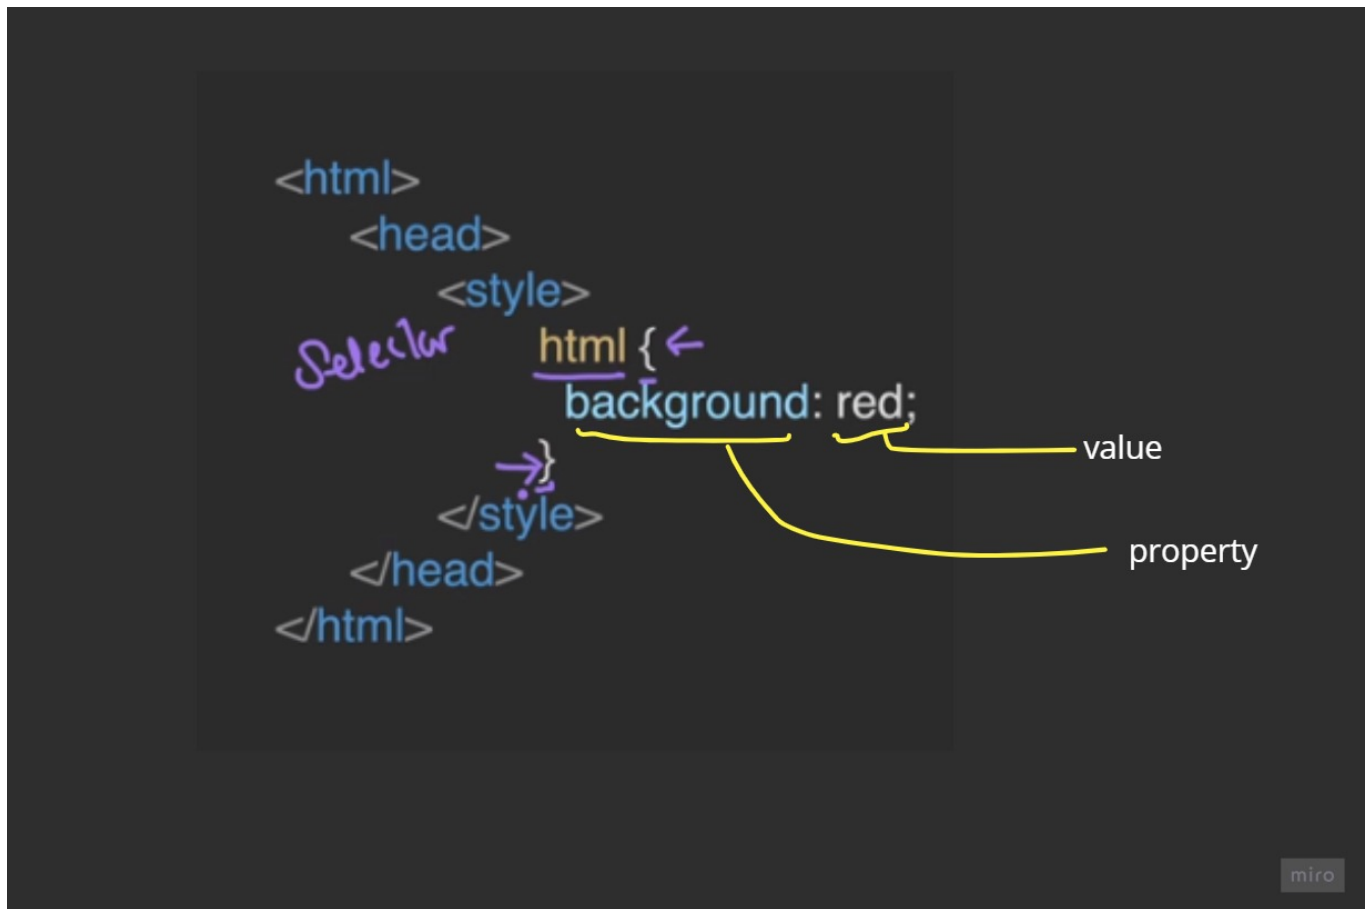 <html>
<head>
<style>
Selector html {
background: red;
value
}
</style>
property
</head>
</html>
miro